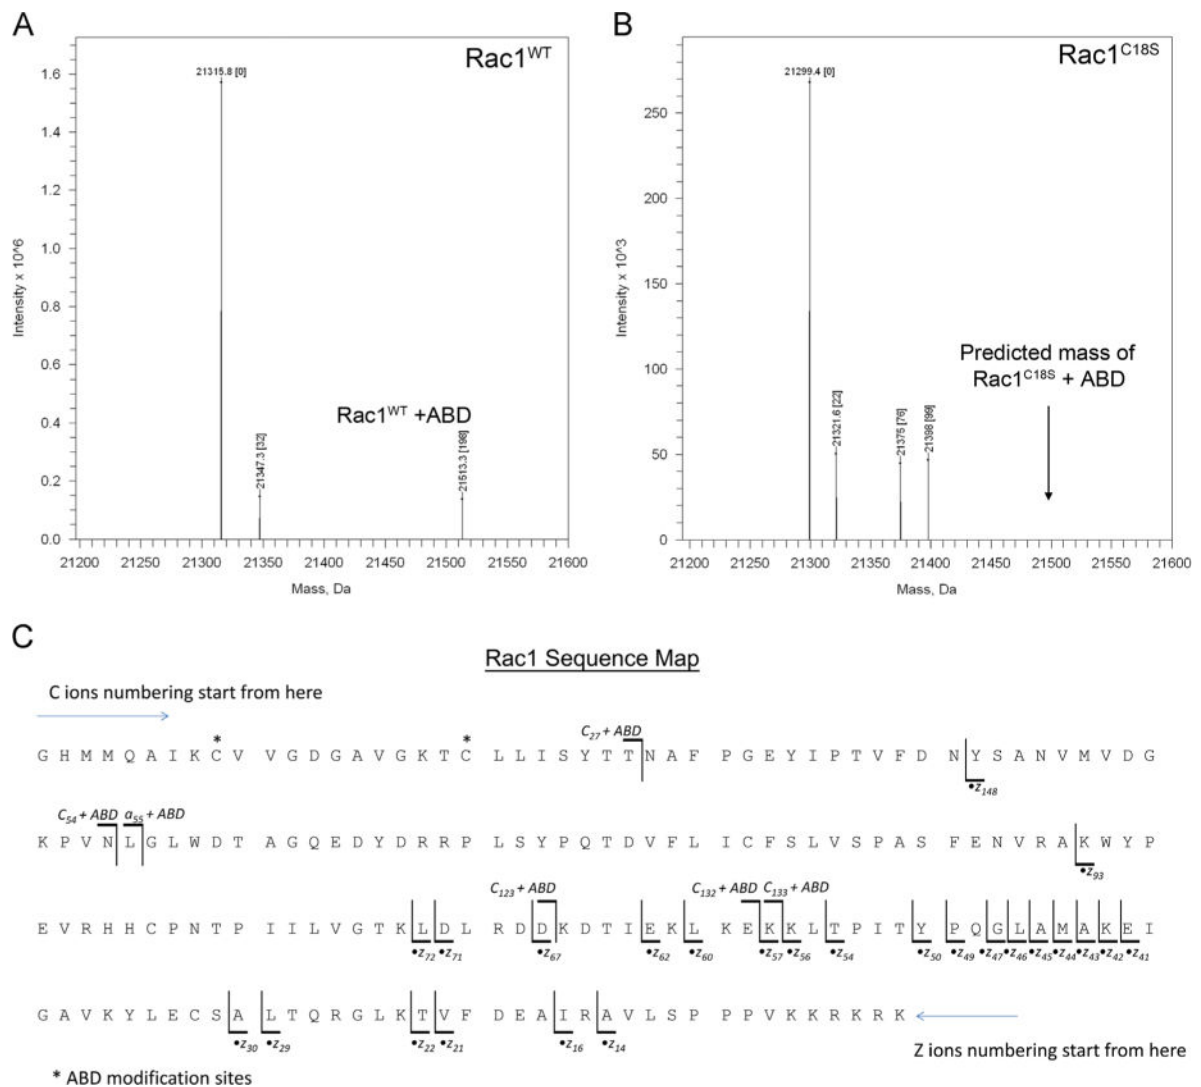 A
Rac1WT
21315.8 [0]
21347.3 [32]
Rac1WT +ABD
21513.3 [198]
Intensity x 10^6
1.6
1.4
1.2
1.0
0.8
0.6
0.4
0.2
0.0
21200 21250 21300 21350 21400 21450 21500 21550 21600
Mass, Da
B
Rac1C18S
21299.4 [0]
21321.6 [22]
21375 [76]
21398 [99]
Predicted mass of
Rac1C18S + ABD
Intensity x 10^3
250
200
150
100
50
0
21200 21250 21300 21350 21400 21450 21500 21550 21600
Mass, Da
C
Rac1 Sequence Map
C ions numbering start from here
* *
C27 + ABD
G H M M Q A I K C V V G D G A V G K T C L L I S Y T T N A F P G E Y I P T V F D N Y S A N V M V D G
•z148
C54 + ABD a55 + ABD
K P V N L G L W D T A G Q E D Y D R R P L S Y P Q T D V F L I C F S L V S P A S F E N V R A K W Y P
•z93
C123 + ABD C132 + ABD C133 + ABD
E V R H H C P N T P I I L V G T K L D L R D D K D T I E K L K E K K L T P I T Y P Q G L A M A K E I
•z72 •z71 •z67 •z62 •z60 •z57 •z56 •z54 •z50 •z49 •z47 •z46 •z45 •z44 •z43 •z42 •z41
G A V K Y L E C S A L T Q R G L K T V F D E A I R A V L S P P P V K K R K R K
•z30 •z29 •z22 •z21 •z16 •z14
Z ions numbering start from here
* ABD modification sites